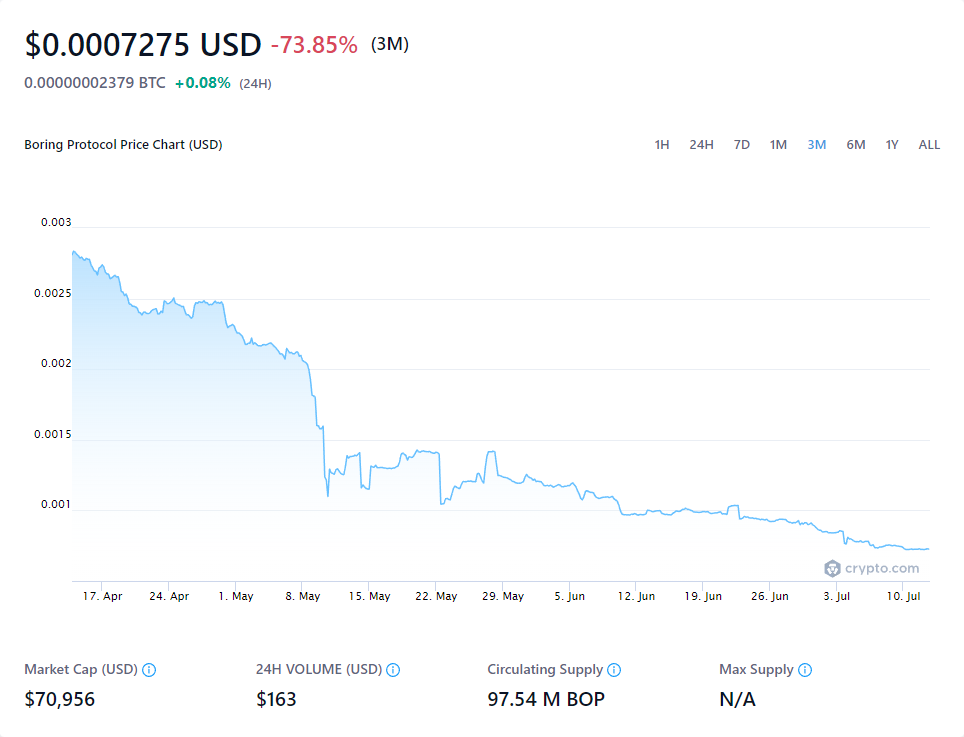 $0.0007275 USD -73.85% (3M)
0.00000002379 BTC +0.08% (24H)
Boring Protocol Price Chart (USD) 1H 24H 7D 1M 3M 6M 1Y ALL
0.003
0.0025
0.002
0.0015
0.001
crypto.com
17. Apr 24. Apr 1. May 8. May 15. May 22. May 29. May 5. Jun 12. Jun 19. Jun 26. Jun 3. Jul 10. Jul
Market Cap (USD) 24H VOLUME (USD) Circulating Supply Max Supply
$70,956 $163 97.54 M BOP N/A